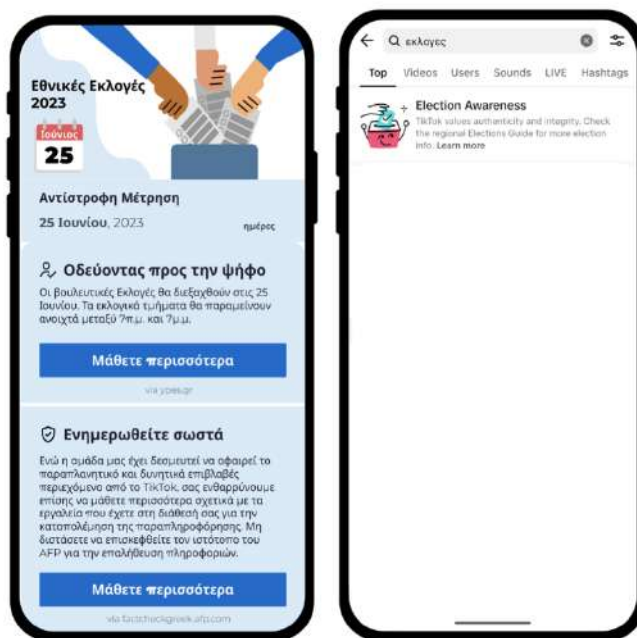 Εθνικές Εκλογές
2023
Ιούνιος
25
Αντίστροφη Μέτρηση
25 Ιουνίου, 2023
ημέρες
Οδεύοντας προς την ψήφο
Οι βουλευτικές Εκλογές θα διεξαχθούν στις 25
Ιουνίου. Τα εκλογικά τμήματα θα παραμείνουν
ανοιχτά μεταξύ 7π.μ. και 7μ.μ.
Μάθετε περισσότερα
via ypes.gr
Ενημερωθείτε σωστά
Ενώ η ομάδα μας έχει δεσμευτεί να αφαιρεί το
παραπλανητικό και δυνητικά επιβλαβές
περιεχόμενο από το TikTok, σας ενθαρρύνουμε
επίσης να μάθετε περισσότερα σχετικά με τα
εργαλεία που έχετε στη διάθεσή σας για την
καταπολέμηση της παραπληροφόρησης. Μη
διστάσετε να επισκεφθείτε τον ιστότοπο του
AFP για την επαλήθευση πληροφοριών.
Μάθετε περισσότερα
via factcheckgreek.afp.com
εκλογες
Top Videos Users Sounds LIVE Hashtags
Election Awareness
TikTok values authenticity and integrity. Check
the regional Elections Guide for more election
info. Learn more